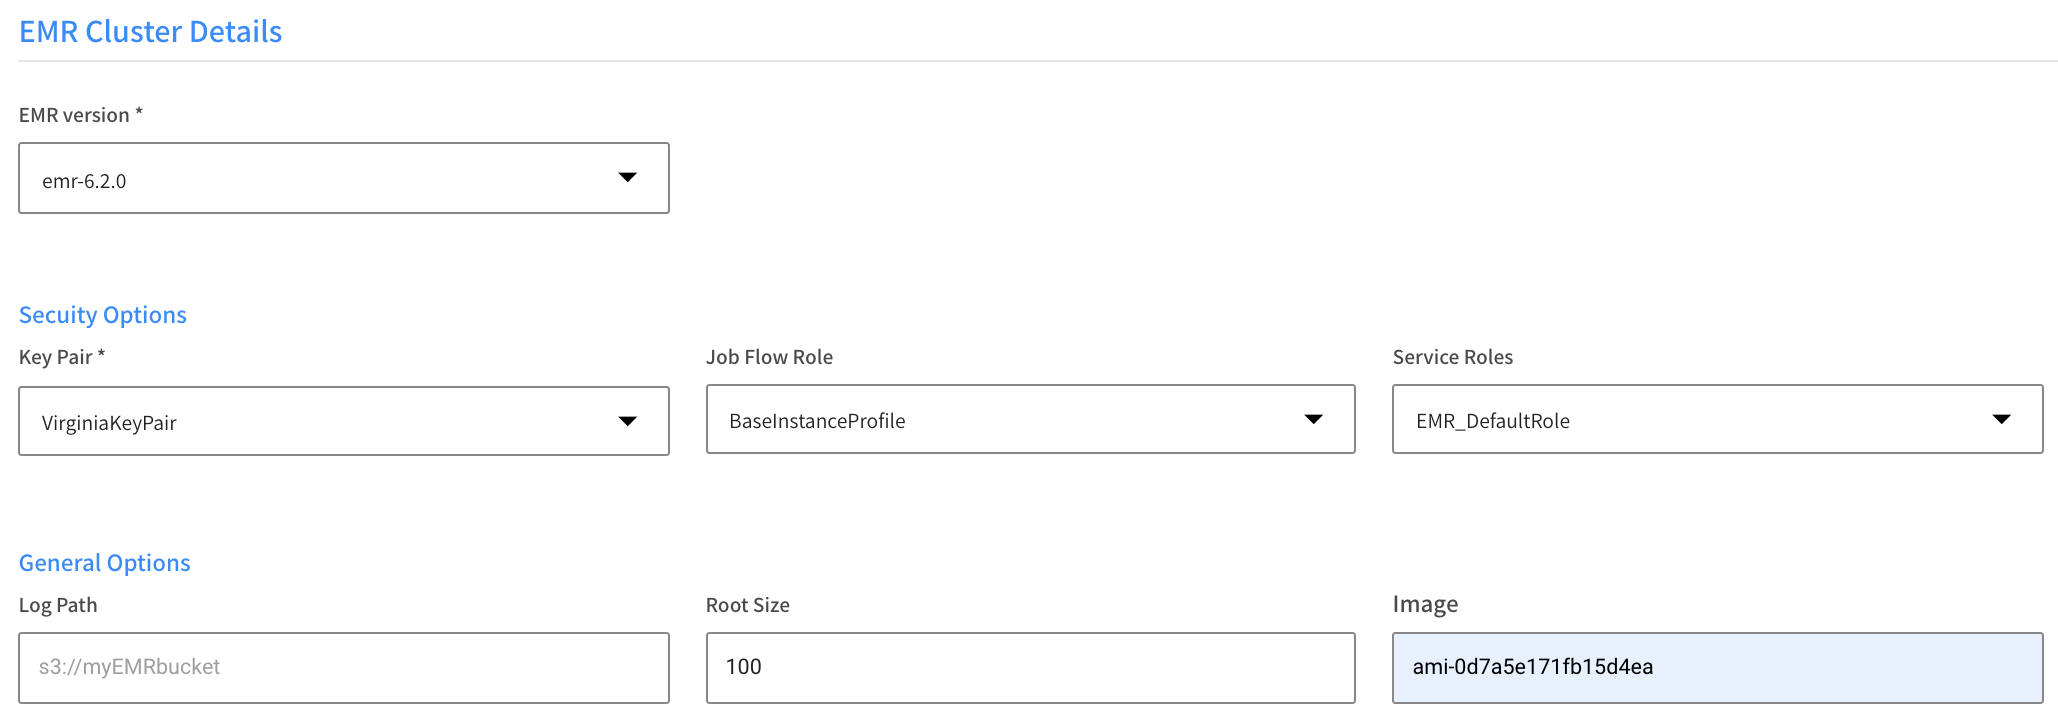 EMR Cluster Details
EMR version *
emr-6.2.0
Secuity Options
Key Pair *
Job Flow Role
Service Roles
VirginiaKeyPair
BaseInstanceProfile
EMR_DefaultRole
General Options
Log Path
Root Size
Image
s3://myEMRbucket
100
ami-0d7a5e171fb15d4ea